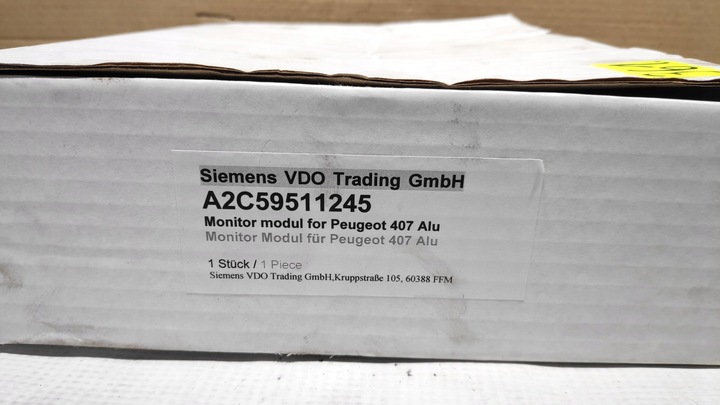 Siemens VDO Trading GmbH
A2C59511245
Monitor modul for Peugeot 407 Alu
Monitor Modul für Peugeot 407 Alu
1 Stück / 1 Piece
Siemens VDO Trading GmbH,Kruppstraße 105, 60388 FFM